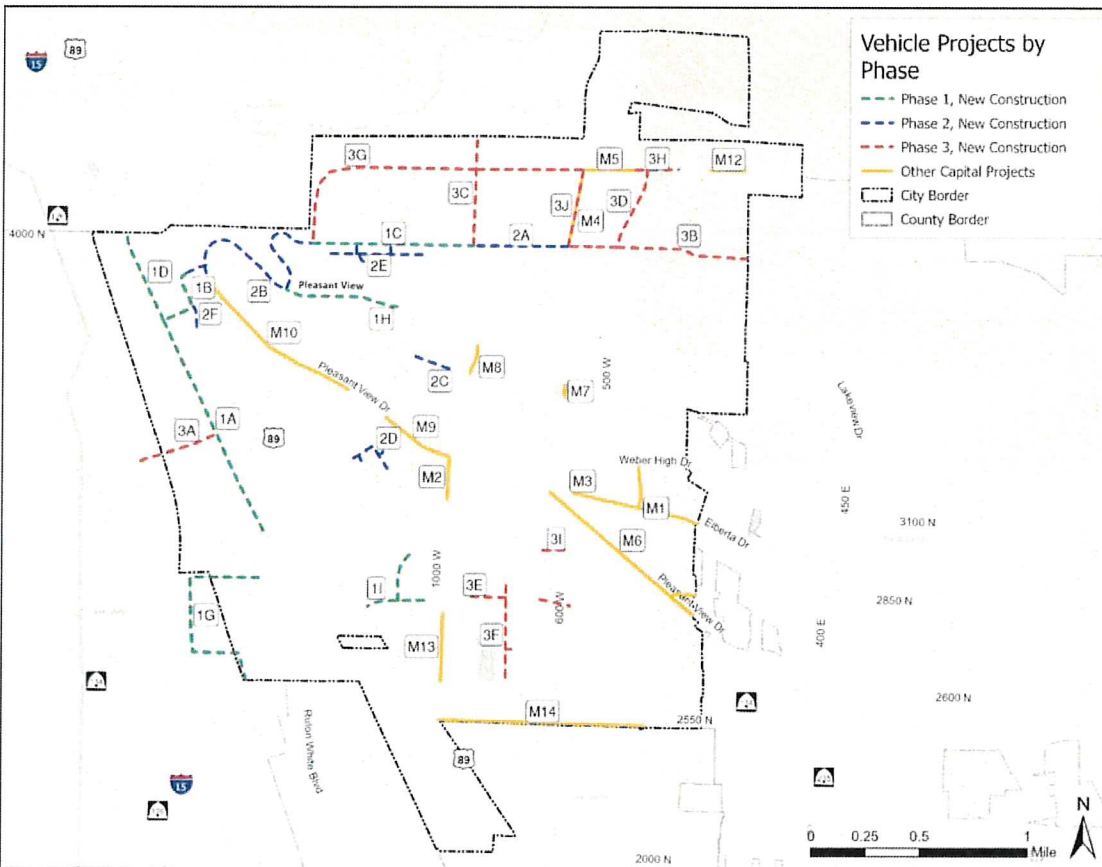 89
15
Vehicle Projects by
Phase
Phase 1, New Construction
Phase 2, New Construction
Phase 3, New Construction
Other Capital Projects
City Border
County Border
3G
M5
3H
M12
3C
3J
3D
M4
4000 N
1C
2A
3B
2E
1D
1B
2B
Pleasant View
2F
1H
M10
M8
2C
500 W
M7
Pleasant View Dr
Lakeview Dr
1A
3A
89
M9
2D
M2
Weber High Dr
M3
M1
450 E
3100 N
Elberta Dr
M6
3I
1000 W
1I
3E
600 W
Pleasant View Dr
2850 N
1G
3F
M13
400 E
2600 N
M14
2550 N
Rulon White Blvd
89
15
N
0 0.25 0.5 1
Mile
2000 N